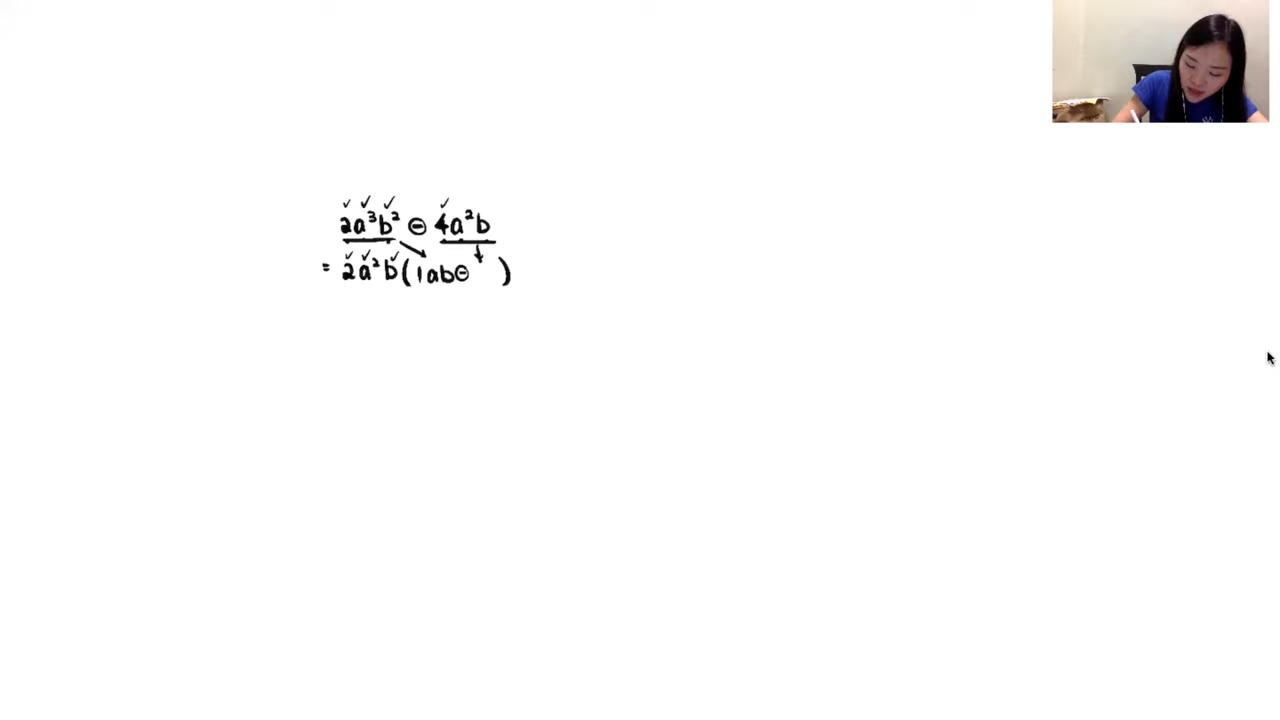 2a³b² ⊖ 4a²b
= 2a²b(1ab⊖ )